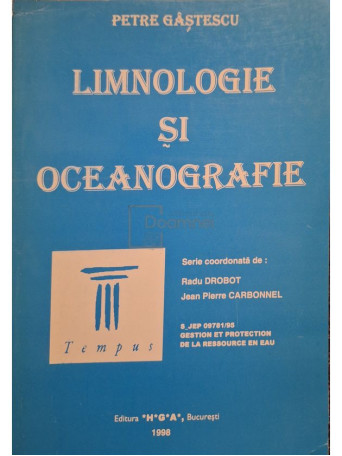 PETRE GÂȘTESCU
LIMNOLOGIE
ȘI
OCEANOGRAFIE
Serie coordonată de :
Radu DROBOT
Jean Pierre CARBONNEL
S_JEP 09781/95
GESTION ET PROTECTION
DE LA RESSOURCE EN EAU
Tempus
Editura *H*G*A*, București
1998